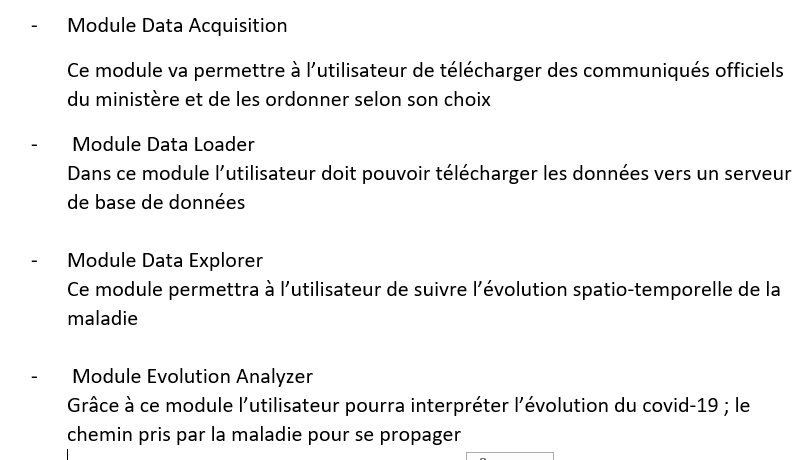 - Module Data Acquisition
Ce module va permettre à l’utilisateur de télécharger des communiqués officiels
du ministère et de les ordonner selon son choix
- Module Data Loader
Dans ce module l’utilisateur doit pouvoir télécharger les données vers un serveur
de base de données
- Module Data Explorer
Ce module permettra à l’utilisateur de suivre l’évolution spatio-temporelle de la
maladie
- Module Evolution Analyzer
Grâce à ce module l’utilisateur pourra interpréter l’évolution du covid-19 ; le
chemin pris par la maladie pour se propager